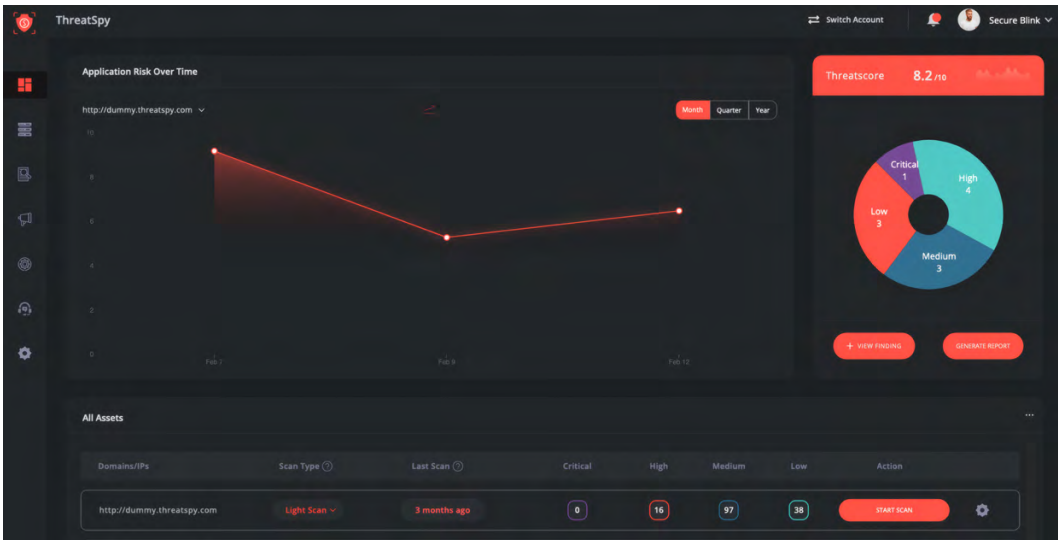 ThreatSpy
Switch Account
Secure Blink
Application Risk Over Time
http://dummy.threatspy.com
Month Quarter Year
10
8
6
4
2
0
Feb 7 Feb 9 Feb 12
Threatscore 8.2 /10
Critical
1
High
4
Low
3
Medium
3
+ VIEW FINDING
GENERATE REPORT
All Assets
...
Domains/IPs Scan Type ? Last Scan ? Critical High Medium Low Action
http://dummy.threatspy.com Light Scan 3 months ago 0 16 97 38 START SCAN